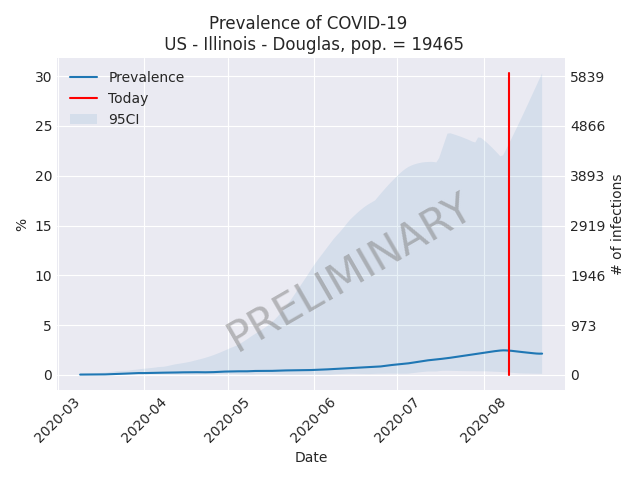 Prevalence of COVID-19
US - Illinois - Douglas, pop. = 19465
Prevalence
Today
95CI
30
25
20
15
10
5
0
%
5839
4866
3893
2919
1946
973
0
# of infections
PRELIMINARY
2020-03
2020-04
2020-05
2020-06
2020-07
2020-08
Date